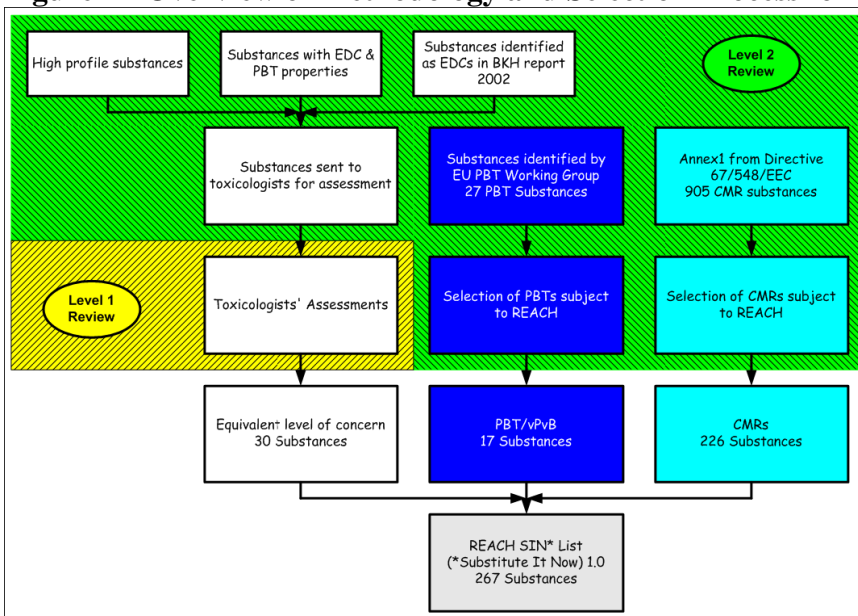 High profile substances
Substances with EDC &
PBT properties
Substances identified
as EDCs in BKH report
2002
Level 2
Review
Substances sent to
toxicologists for assessment
Substances identified by
EU PBT Working Group
27 PBT Substances
Annex1 from Directive
67/548/EEC
905 CMR substances
Level 1
Review
Toxicologists' Assessments
Selection of PBTs subject
to REACH
Selection of CMRs subject
to REACH
Equivalent level of concern
30 Substances
PBT/vPvB
17 Substances
CMRs
226 Substances
REACH SIN* List
(*Substitute It Now) 1.0
267 Substances